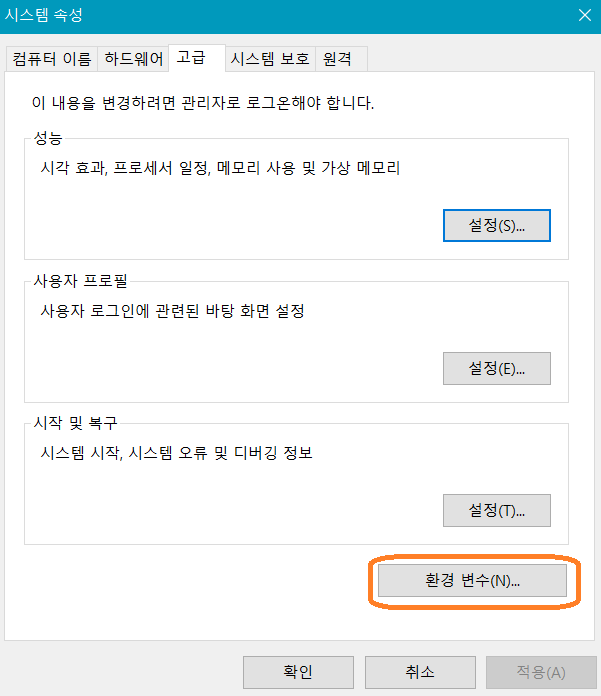 시스템 속성
컴퓨터 이름 하드웨어 고급 시스템 보호 원격
이 내용을 변경하려면 관리자로 로그온해야 합니다.
성능
시각 효과, 프로세서 일정, 메모리 사용 및 가상 메모리
설정(S)...
사용자 프로필
사용자 로그인에 관련된 바탕 화면 설정
설정(E)...
시작 및 복구
시스템 시작, 시스템 오류 및 디버깅 정보
설정(T)...
환경 변수(N)...
확인 취소 적용(A)